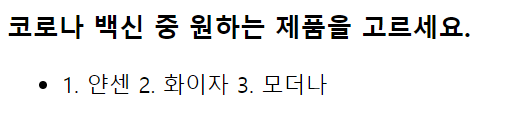 코로나 백신 중 원하는 제품을 고르세요.
• 1. 얀센 2. 화이자 3. 모더나